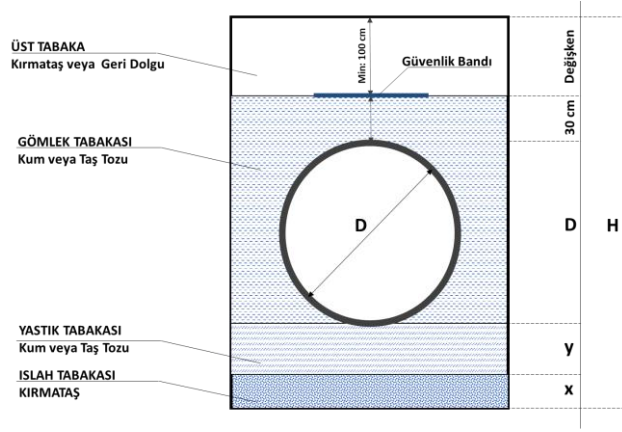 ÜST TABAKA
Kırmataş veya Geri Dolgu
Min: 100 cm
Güvenlik Bandı
Değişken
30 cm
GÖMLEK TABAKASI
Kum veya Taş Tozu
D
D
H
YASTIK TABAKASI
Kum veya Taş Tozu
y
ISLAH TABAKASI
KIRMATAŞ
x